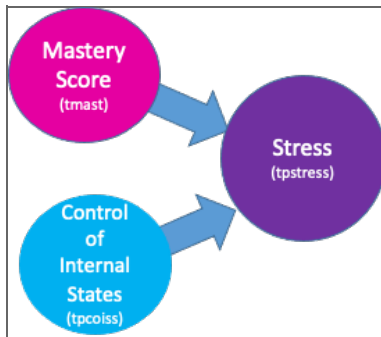 Mastery
Score
(tmast)
Stress
(tpstress)
Control
of
Internal
States
(tpcoiss)